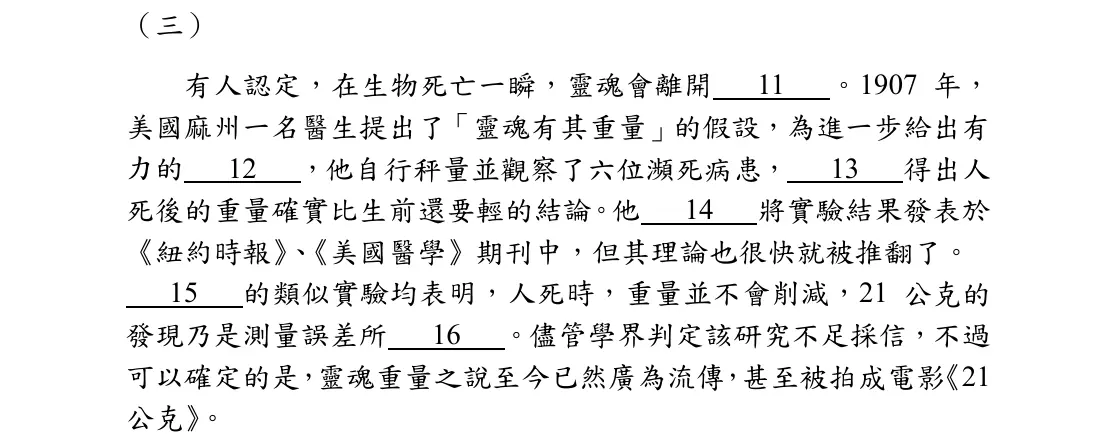 （三）
有人認定，在生物死亡一瞬，靈魂會離開 11 。1907 年，
美國麻州一名醫生提出了「靈魂有其重量」的假設，為進一步給出有
力的 12 ，他自行秤量並觀察了六位瀕死病患， 13 得出人
死後的重量確實比生前還要輕的結論。他 14 將實驗結果發表於
《紐約時報》、《美國醫學》期刊中，但其理論也很快就被推翻了。
15 的類似實驗均表明，人死時，重量並不會削減，21 公克的
發現乃是測量誤差所 16 。儘管學界判定該研究不足採信，不過
可以確定的是，靈魂重量之說至今已然廣為流傳，甚至被拍成電影《21
公克》。